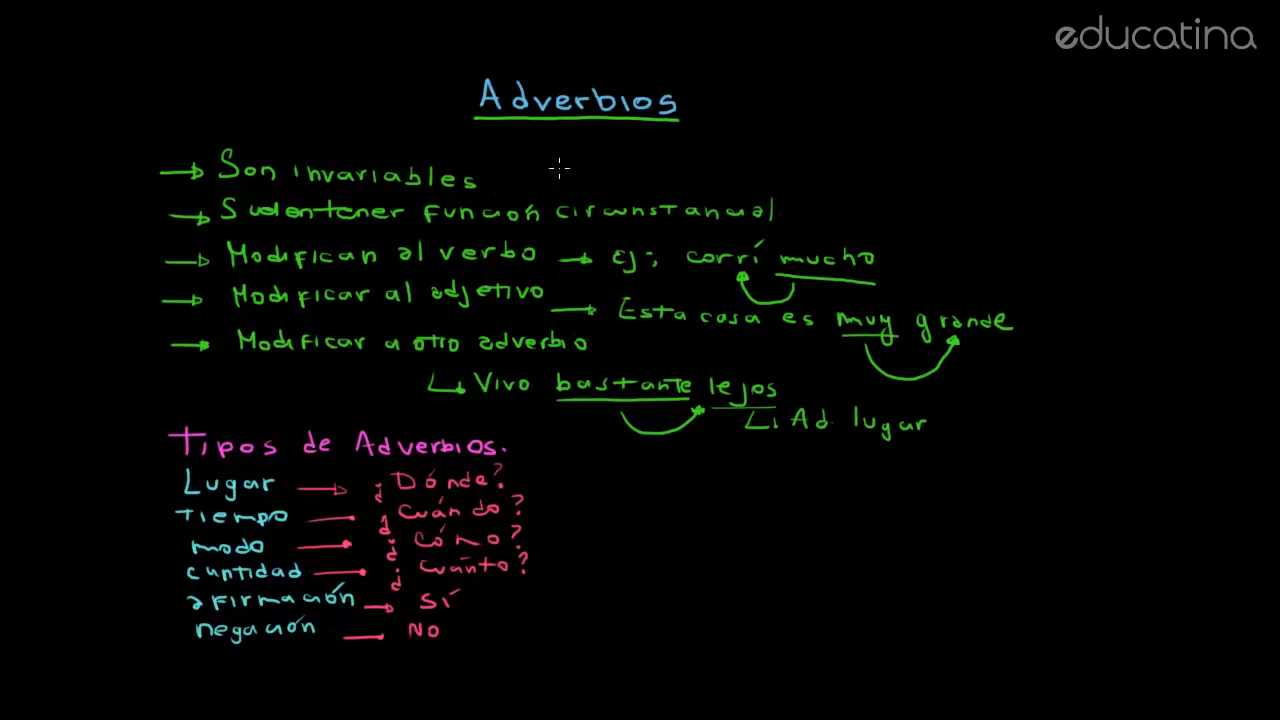 educatina
Adverbios
→ Son invariables
→ Suelen tener función circunstancial
→ Modifican al verbo → Ej: corrí mucho
→ Modificar al adjetivo → Esta casa es muy grande
→ Modificar a otro adverbio
↳ Vivo bastante lejos
↳ Ad. lugar
Tipos de Adverbios.
Lugar → ¿Dónde?
tiempo → ¿Cuándo?
modo → ¿Cómo?
cantidad → ¿Cuánto?
afirmación → SÍ
negación → NO